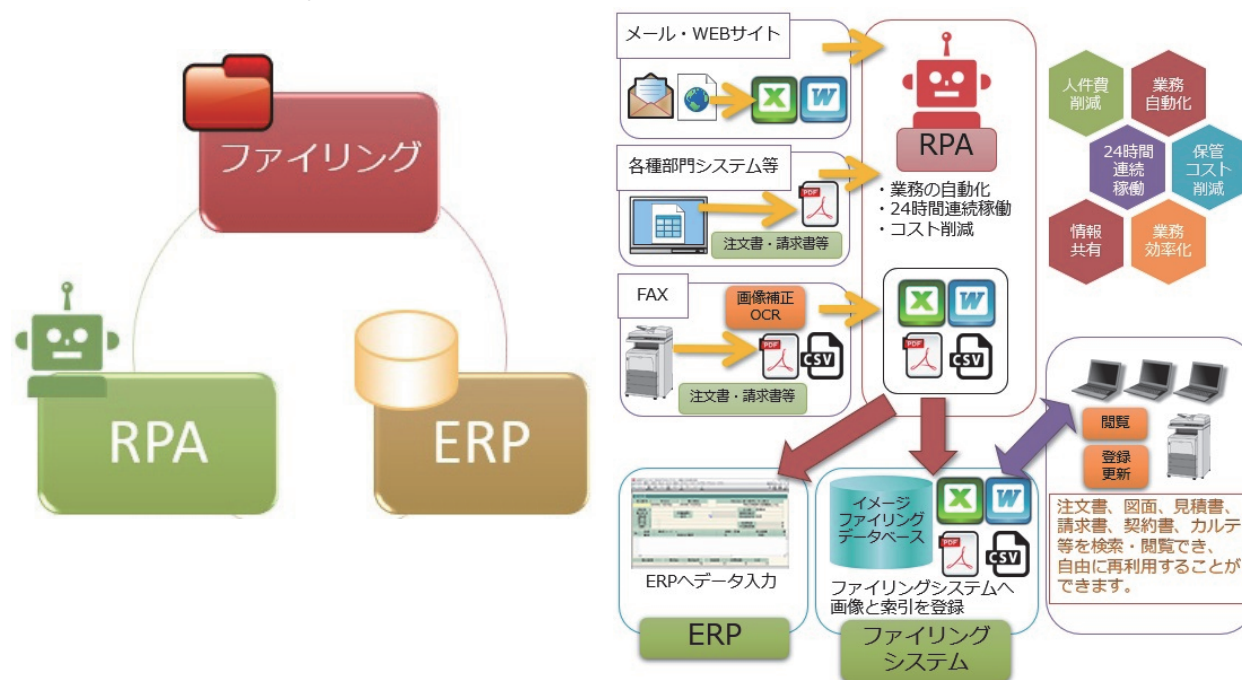 ファイリング
RPA
ERP
メール・WEBサイト
各種部門システム等
PDF
注文書・請求書等
FAX
画像補正
OCR
PDF
CSV
注文書・請求書等
RPA
・業務の自動化
・24時間連続稼働
・コスト削減
X
W
X
W
PDF
CSV
人件費
削減
業務
自動化
24時間
連続
稼働
保管
コスト
削減
情報
共有
業務
効率化
ERPへデータ入力
ERP
イメージ
ファイリング
データベース
X
W
PDF
CSV
ファイリングシステムへ
画像と索引を登録
ファイリング
システム
閲覧
登録
更新
注文書、図面、見積書、
請求書、契約書、カルテ
等を検索・閲覧でき、
自由に再利用することが
できます。